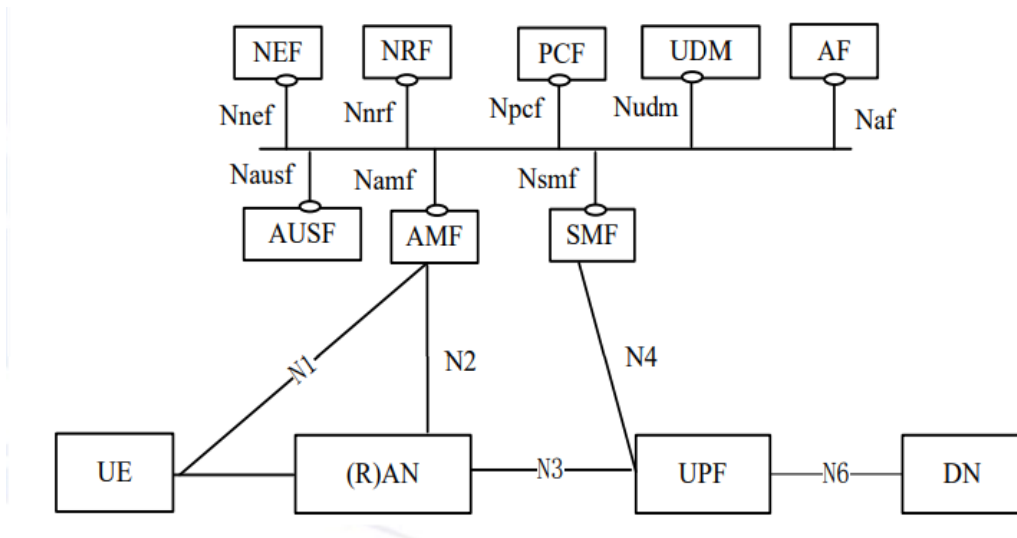 NEF NRF PCF UDM AF
Nnef Nnrf Npcf Nudm Naf
Nausf Namf Nsmf
AUSF AMF SMF
N1 N2 N4
UE (R)AN N3 UPF N6 DN